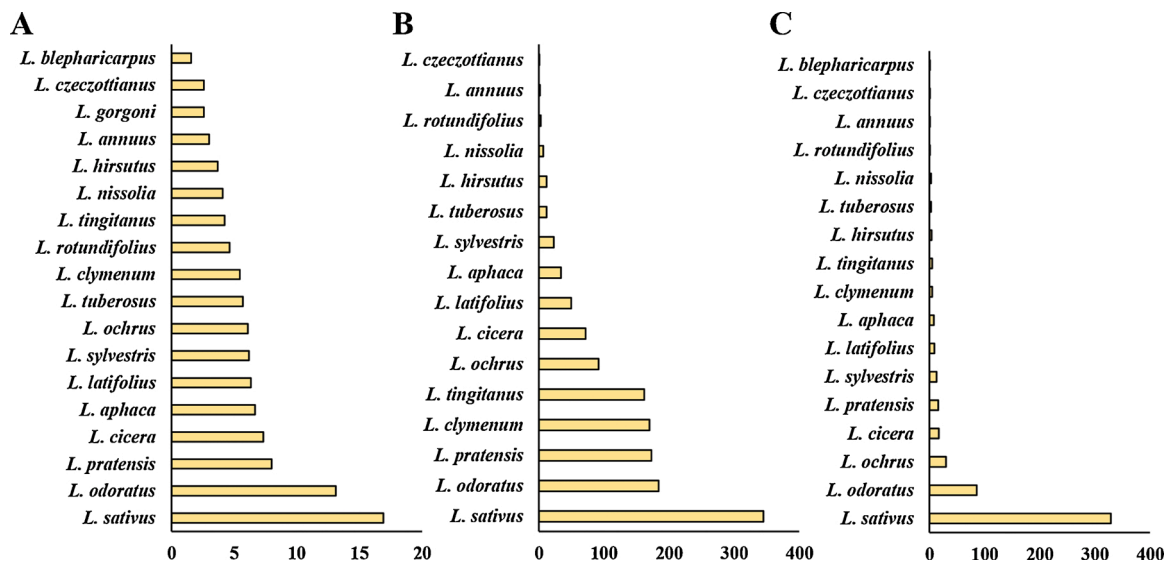 A
L. blepharicarpus
L. czeczottianus
L. gorgoni
L. annuus
L. hirsutus
L. nissolia
L. tingitanus
L. rotundifolius
L. clymenum
L. tuberosus
L. ochrus
L. sylvestris
L. latifolius
L. aphaca
L. cicera
L. pratensis
L. odoratus
L. sativus
0 5 10 15 20
B
L. czeczottianus
L. annuus
L. rotundifolius
L. nissolia
L. hirsutus
L. tuberosus
L. sylvestris
L. aphaca
L. latifolius
L. cicera
L. ochrus
L. tingitanus
L. clymenum
L. pratensis
L. odoratus
L. sativus
0 100 200 300 400
C
L. blepharicarpus
L. czeczottianus
L. annuus
L. rotundifolius
L. nissolia
L. tuberosus
L. hirsutus
L. tingitanus
L. clymenum
L. aphaca
L. latifolius
L. sylvestris
L. pratensis
L. cicera
L. ochrus
L. odoratus
L. sativus
0 100 200 300 400